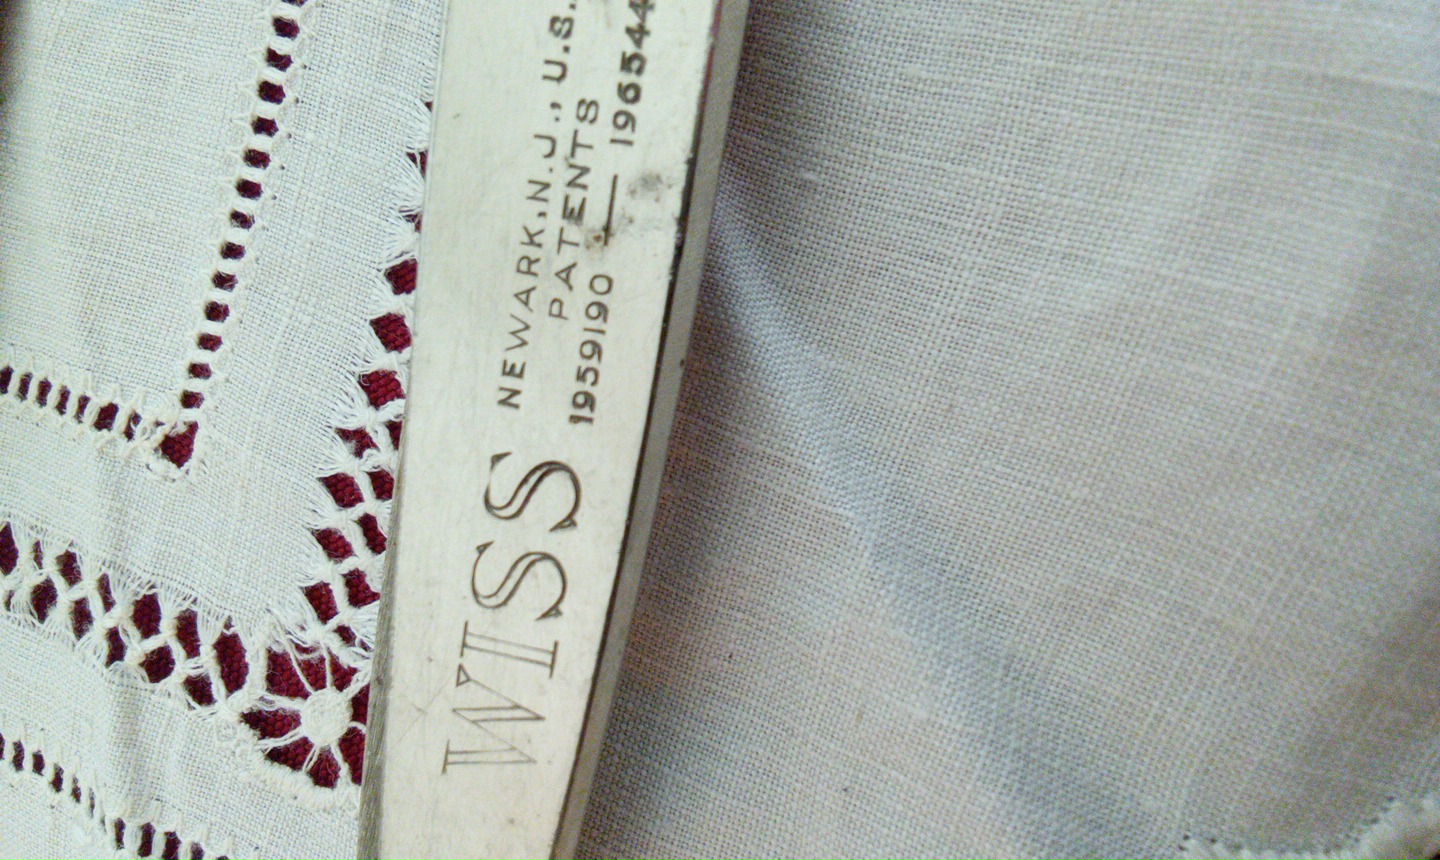 WISS
NEWARK, N.J., U.S.
PATENTS
1959190 — 196544